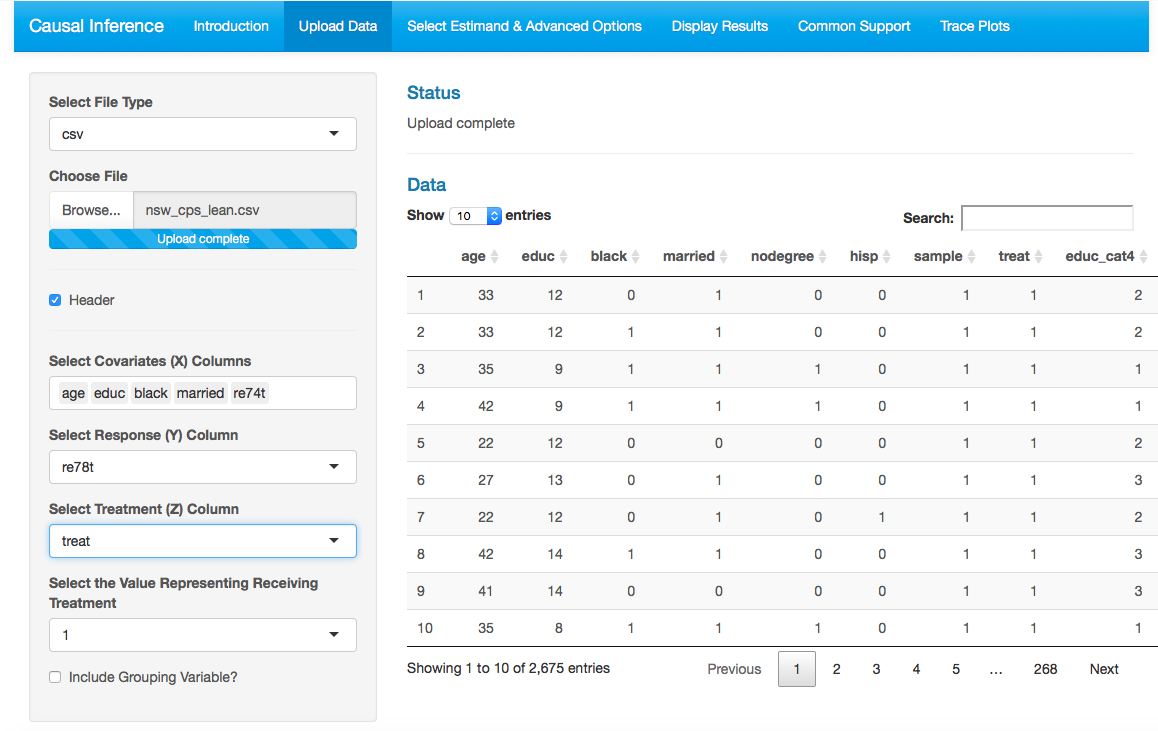 Causal Inference Introduction Upload Data Select Estimand & Advanced Options Display Results Common Support Trace Plots
Select File Type
csv
Choose File
Browse... nsw_cps_lean.csv
Upload complete
Header
Select Covariates (X) Columns
age educ black married re74t
Select Response (Y) Column
re78t
Select Treatment (Z) Column
treat
Select the Value Representing Receiving
Treatment
1
Include Grouping Variable?
Status
Upload complete
Data
Show 10 entries
Search:
age educ black married nodegree hisp sample treat educ_cat4
1 33 12 0 1 0 0 1 1 2
2 33 12 1 1 0 0 1 1 2
3 35 9 1 1 1 0 1 1 1
4 42 9 1 1 1 0 1 1 1
5 22 12 0 0 0 0 1 1 2
6 27 13 0 1 0 0 1 1 3
7 22 12 0 1 0 1 1 1 2
8 42 14 1 1 0 0 1 1 3
9 41 14 0 0 0 0 1 1 3
10 35 8 1 1 1 0 1 1 1
Showing 1 to 10 of 2,675 entries
Previous 1 2 3 4 5 ... 268 Next